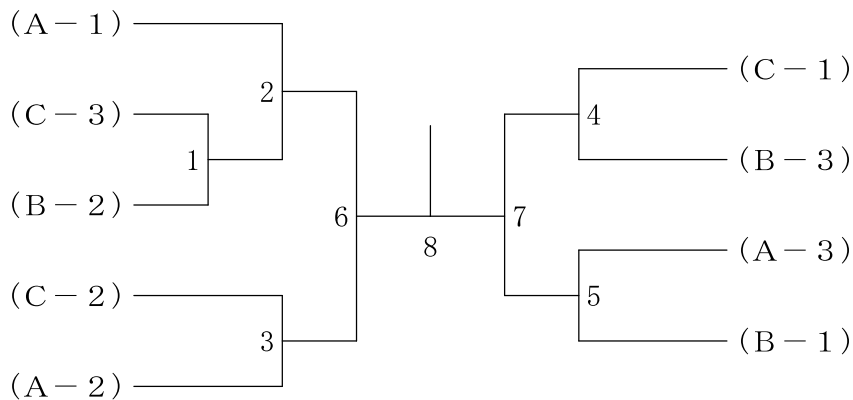 (A－1)
(C－3)
(B－2)
(C－2)
(A－2)
1
2
3
6
8
7
4
5
(C－1)
(B－3)
(A－3)
(B－1)